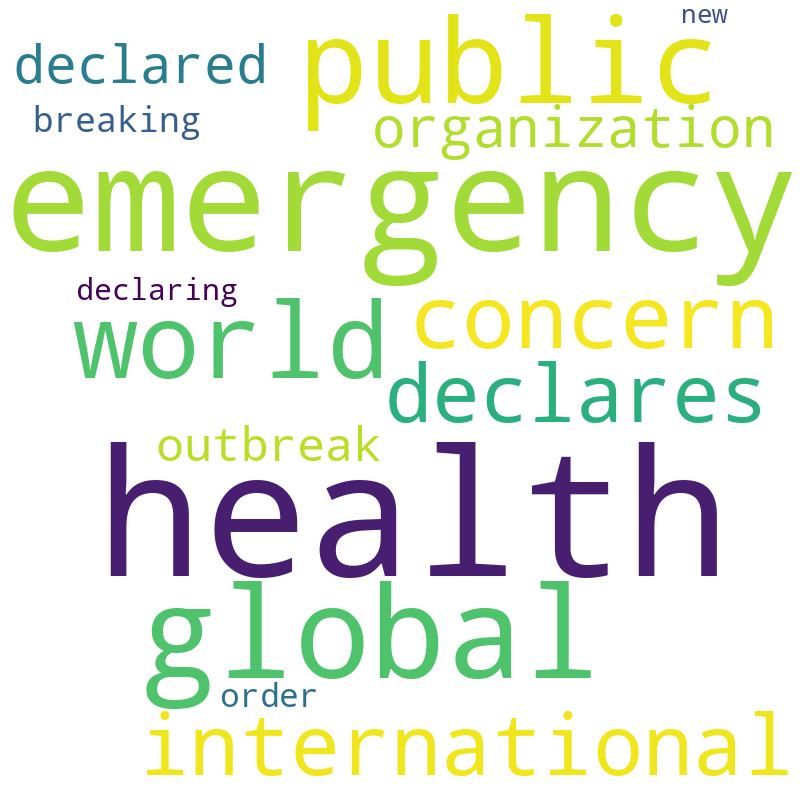 new
declared
public
breaking
organization
emergency
declaring
world
concern
declares
outbreak
health
global
order
international